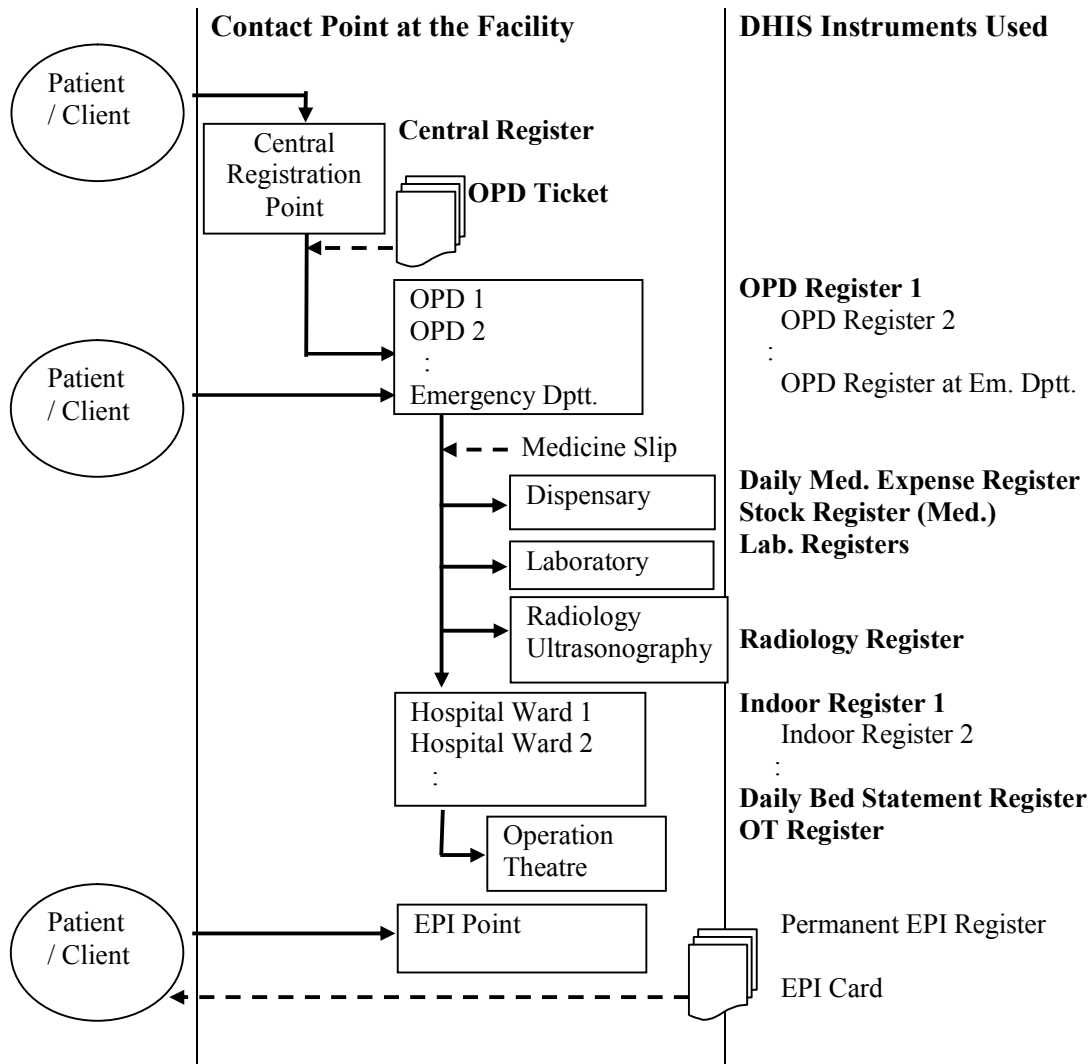 Contact Point at the Facility
DHIS Instruments Used
Patient
/ Client
Central
Registration
Point
Central Register
OPD Ticket
OPD 1
OPD 2
:
Emergency Dptt.
OPD Register 1
OPD Register 2
:
OPD Register at Em. Dptt.
Patient
/ Client
Medicine Slip
Dispensary
Daily Med. Expense Register
Stock Register (Med.)
Lab. Registers
Laboratory
Radiology
Ultrasonography
Radiology Register
Hospital Ward 1
Hospital Ward 2
:
Indoor Register 1
Indoor Register 2
:
Daily Bed Statement Register
OT Register
Operation
Theatre
Patient
/ Client
EPI Point
Permanent EPI Register
EPI Card